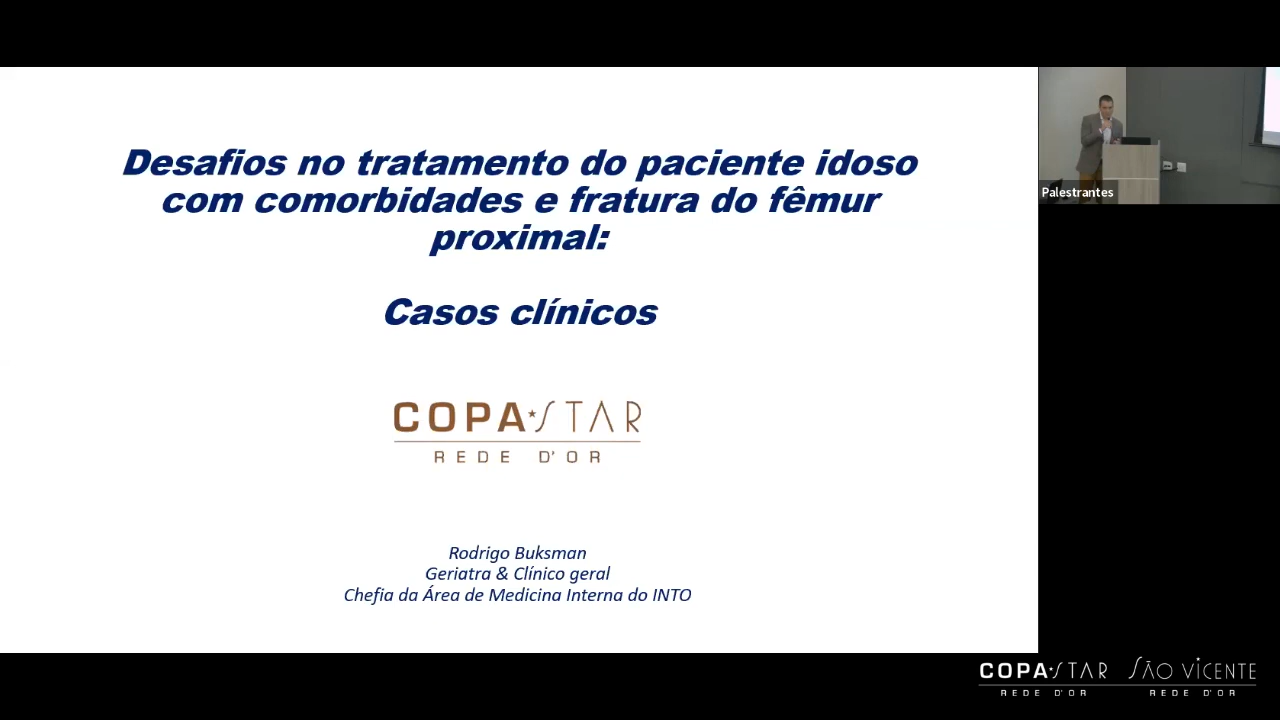 Desafios no tratamento do paciente idoso
com comorbidades e fratura do fêmur
proximal:
Casos clínicos
COPA STAR
REDE D'OR
Rodrigo Buksman
Geriatra & Clínico geral
Chefia da Área de Medicina Interna do INTO
Palestrantes
COPA STAR SÃO VICENTE
REDE D'OR REDE D'OR